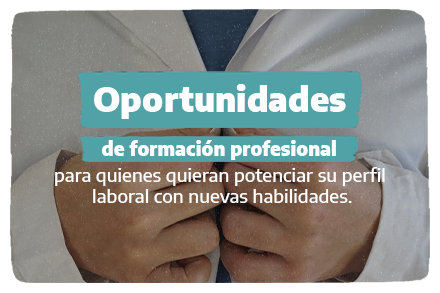 Oportunidades
de formación profesional
para quienes quieran potenciar su perfil
laboral con nuevas habilidades.